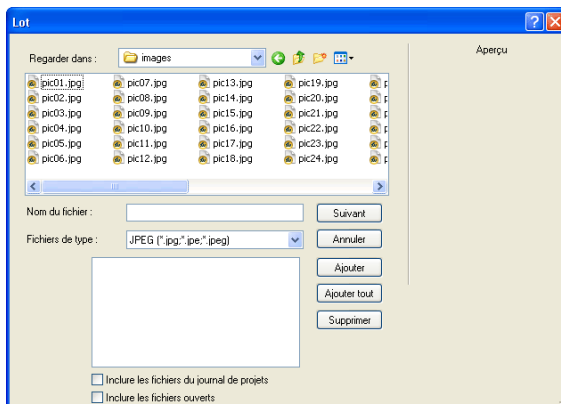 Lot
Regarder dans :
images
Aperçu
pic01.jpg
pic07.jpg
pic13.jpg
pic19.jpg
pic02.jpg
pic08.jpg
pic14.jpg
pic20.jpg
pic03.jpg
pic09.jpg
pic15.jpg
pic21.jpg
pic04.jpg
pic10.jpg
pic16.jpg
pic22.jpg
pic05.jpg
pic11.jpg
pic17.jpg
pic23.jpg
pic06.jpg
pic12.jpg
pic18.jpg
pic24.jpg
Nom du fichier :
Suivant
Fichiers de type :
JPEG (*.jpg;*.jpe;*.jpeg)
Annuler
Ajouter
Ajouter tout
Supprimer
Inclure les fichiers du journal de projets
Inclure les fichiers ouverts